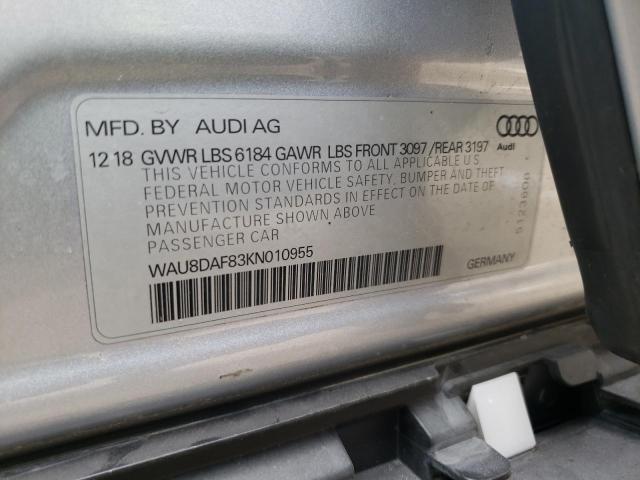 MFD. BY AUDI AG
12 18 GVWR LBS 6184 GAWR LBS FRONT 3097 /REAR 3197
THIS VEHICLE CONFORMS TO ALL APPLICABLE U.S
FEDERAL MOTOR VEHICLE SAFETY, BUMPER AND THEFT
PREVENTION STANDARDS IN EFFECT ON THE DATE OF
MANUFACTURE SHOWN ABOVE
PASSENGER CAR
WAU8DAF83KN010955
GERMANY
Audi